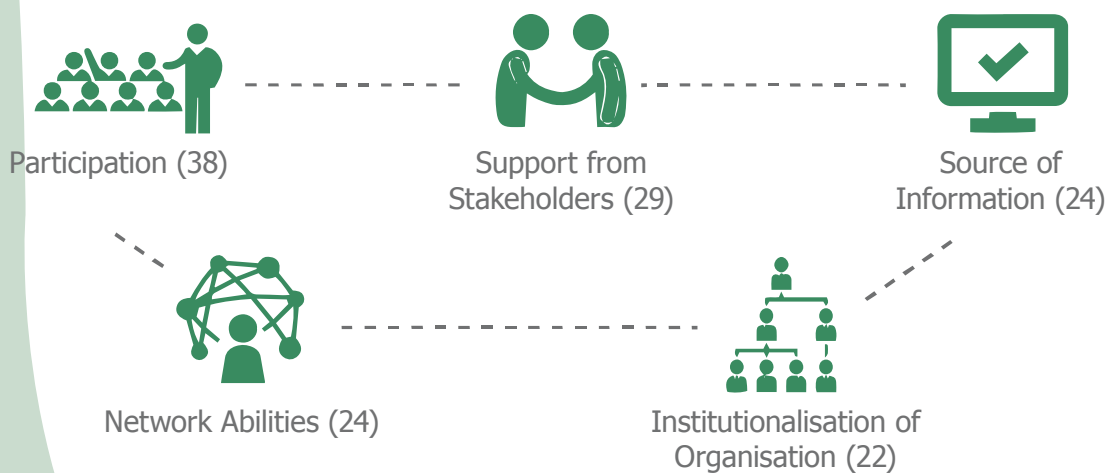 Participation (38)
Support from
Stakeholders (29)
Source of
Information (24)
Network Abilities (24)
Institutionalisation of
Organisation (22)